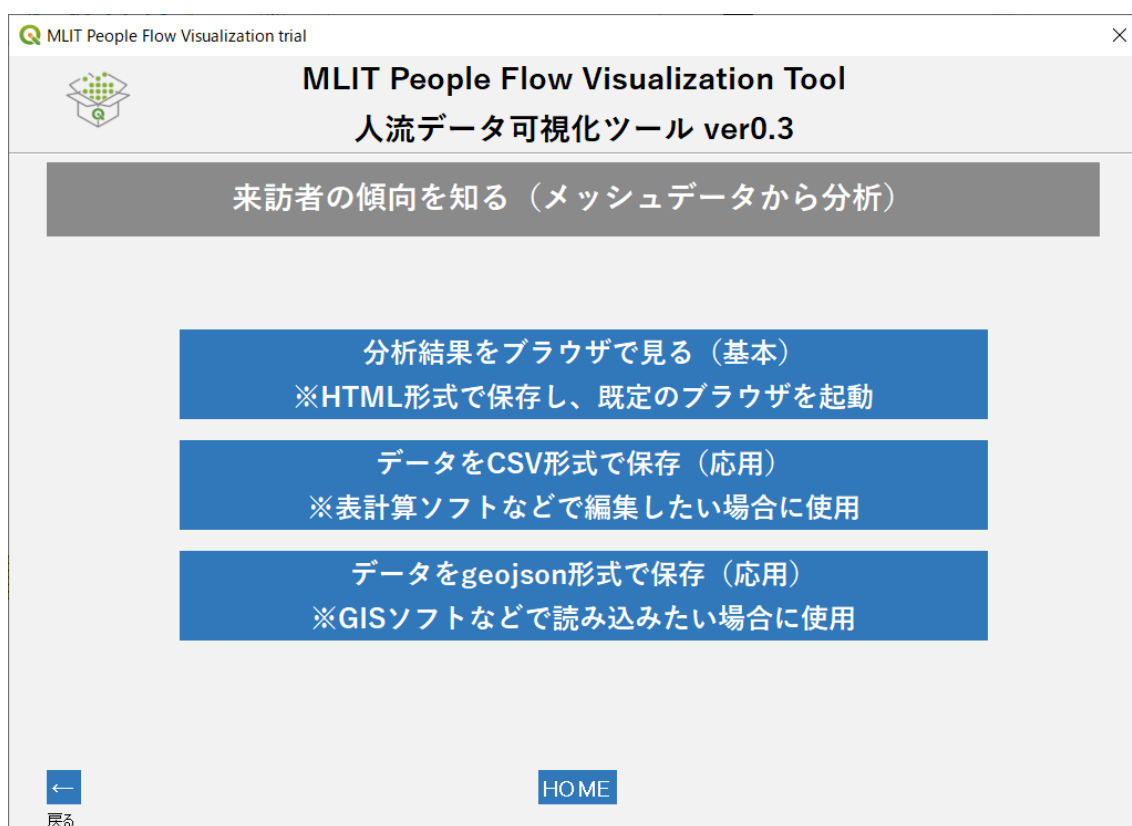 MLIT People Flow Visualization trial
MLIT People Flow Visualization Tool
人流データ可視化ツール ver0.3
来訪者の傾向を知る（メッシュデータから分析）
分析結果をブラウザで見る（基本）
※HTML形式で保存し、既定のブラウザを起動
データをCSV形式で保存（応用）
※表計算ソフトなどで編集したい場合に使用
データをgeojson形式で保存（応用）
※GISソフトなどで読み込みたい場合に使用
←
戻る
HOME